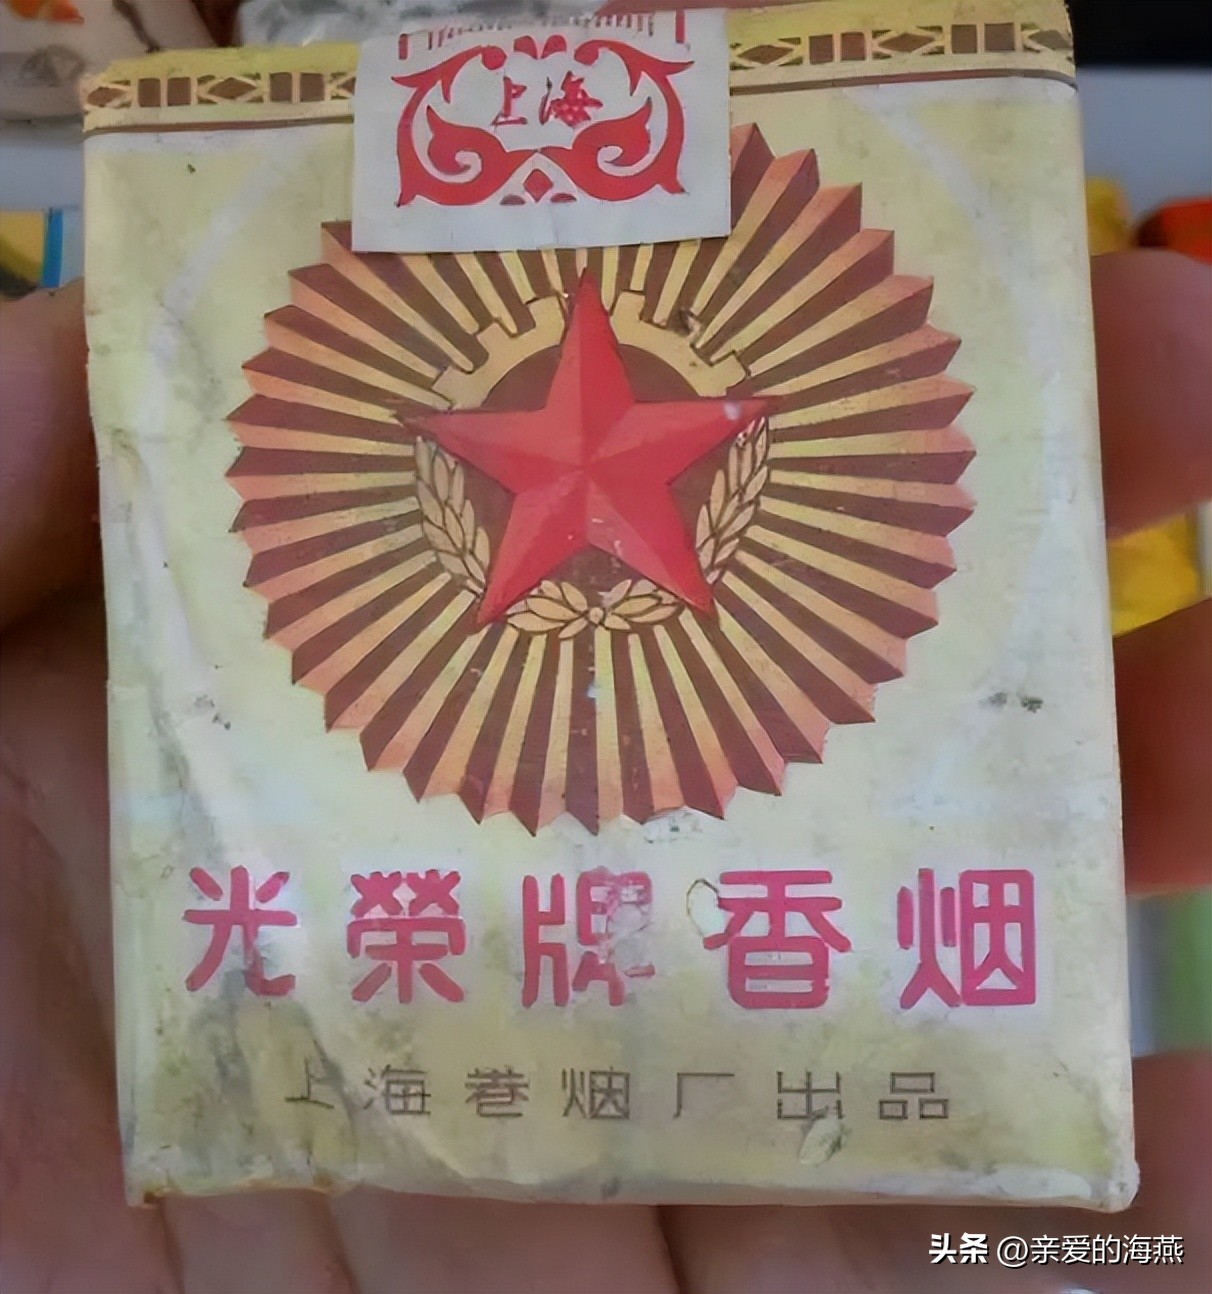 上海
光榮牌香烟
上海卷烟厂出品
头条 @亲爱的海燕